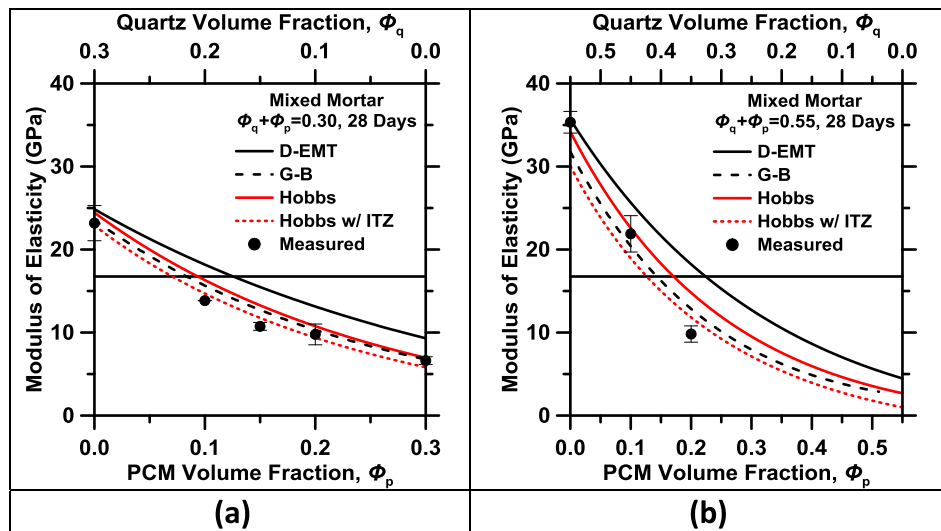 Quartz Volume Fraction, Φq
0.3 0.2 0.1 0.0
40
30
20
10
0
Modulus of Elasticity (GPa)
Mixed Mortar
Φq+Φp=0.30, 28 Days
D-EMT
G-B
Hobbs
Hobbs w/ ITZ
Measured
0.0 0.1 0.2 0.3
PCM Volume Fraction, Φp
(a)
Quartz Volume Fraction, Φq
0.5 0.4 0.3 0.2 0.1 0.0
40
30
20
10
0
Modulus of Elasticity (GPa)
Mixed Mortar
Φq+Φp=0.55, 28 Days
D-EMT
G-B
Hobbs
Hobbs w/ ITZ
Measured
0.0 0.1 0.2 0.3 0.4 0.5
PCM Volume Fraction, Φp
(b)